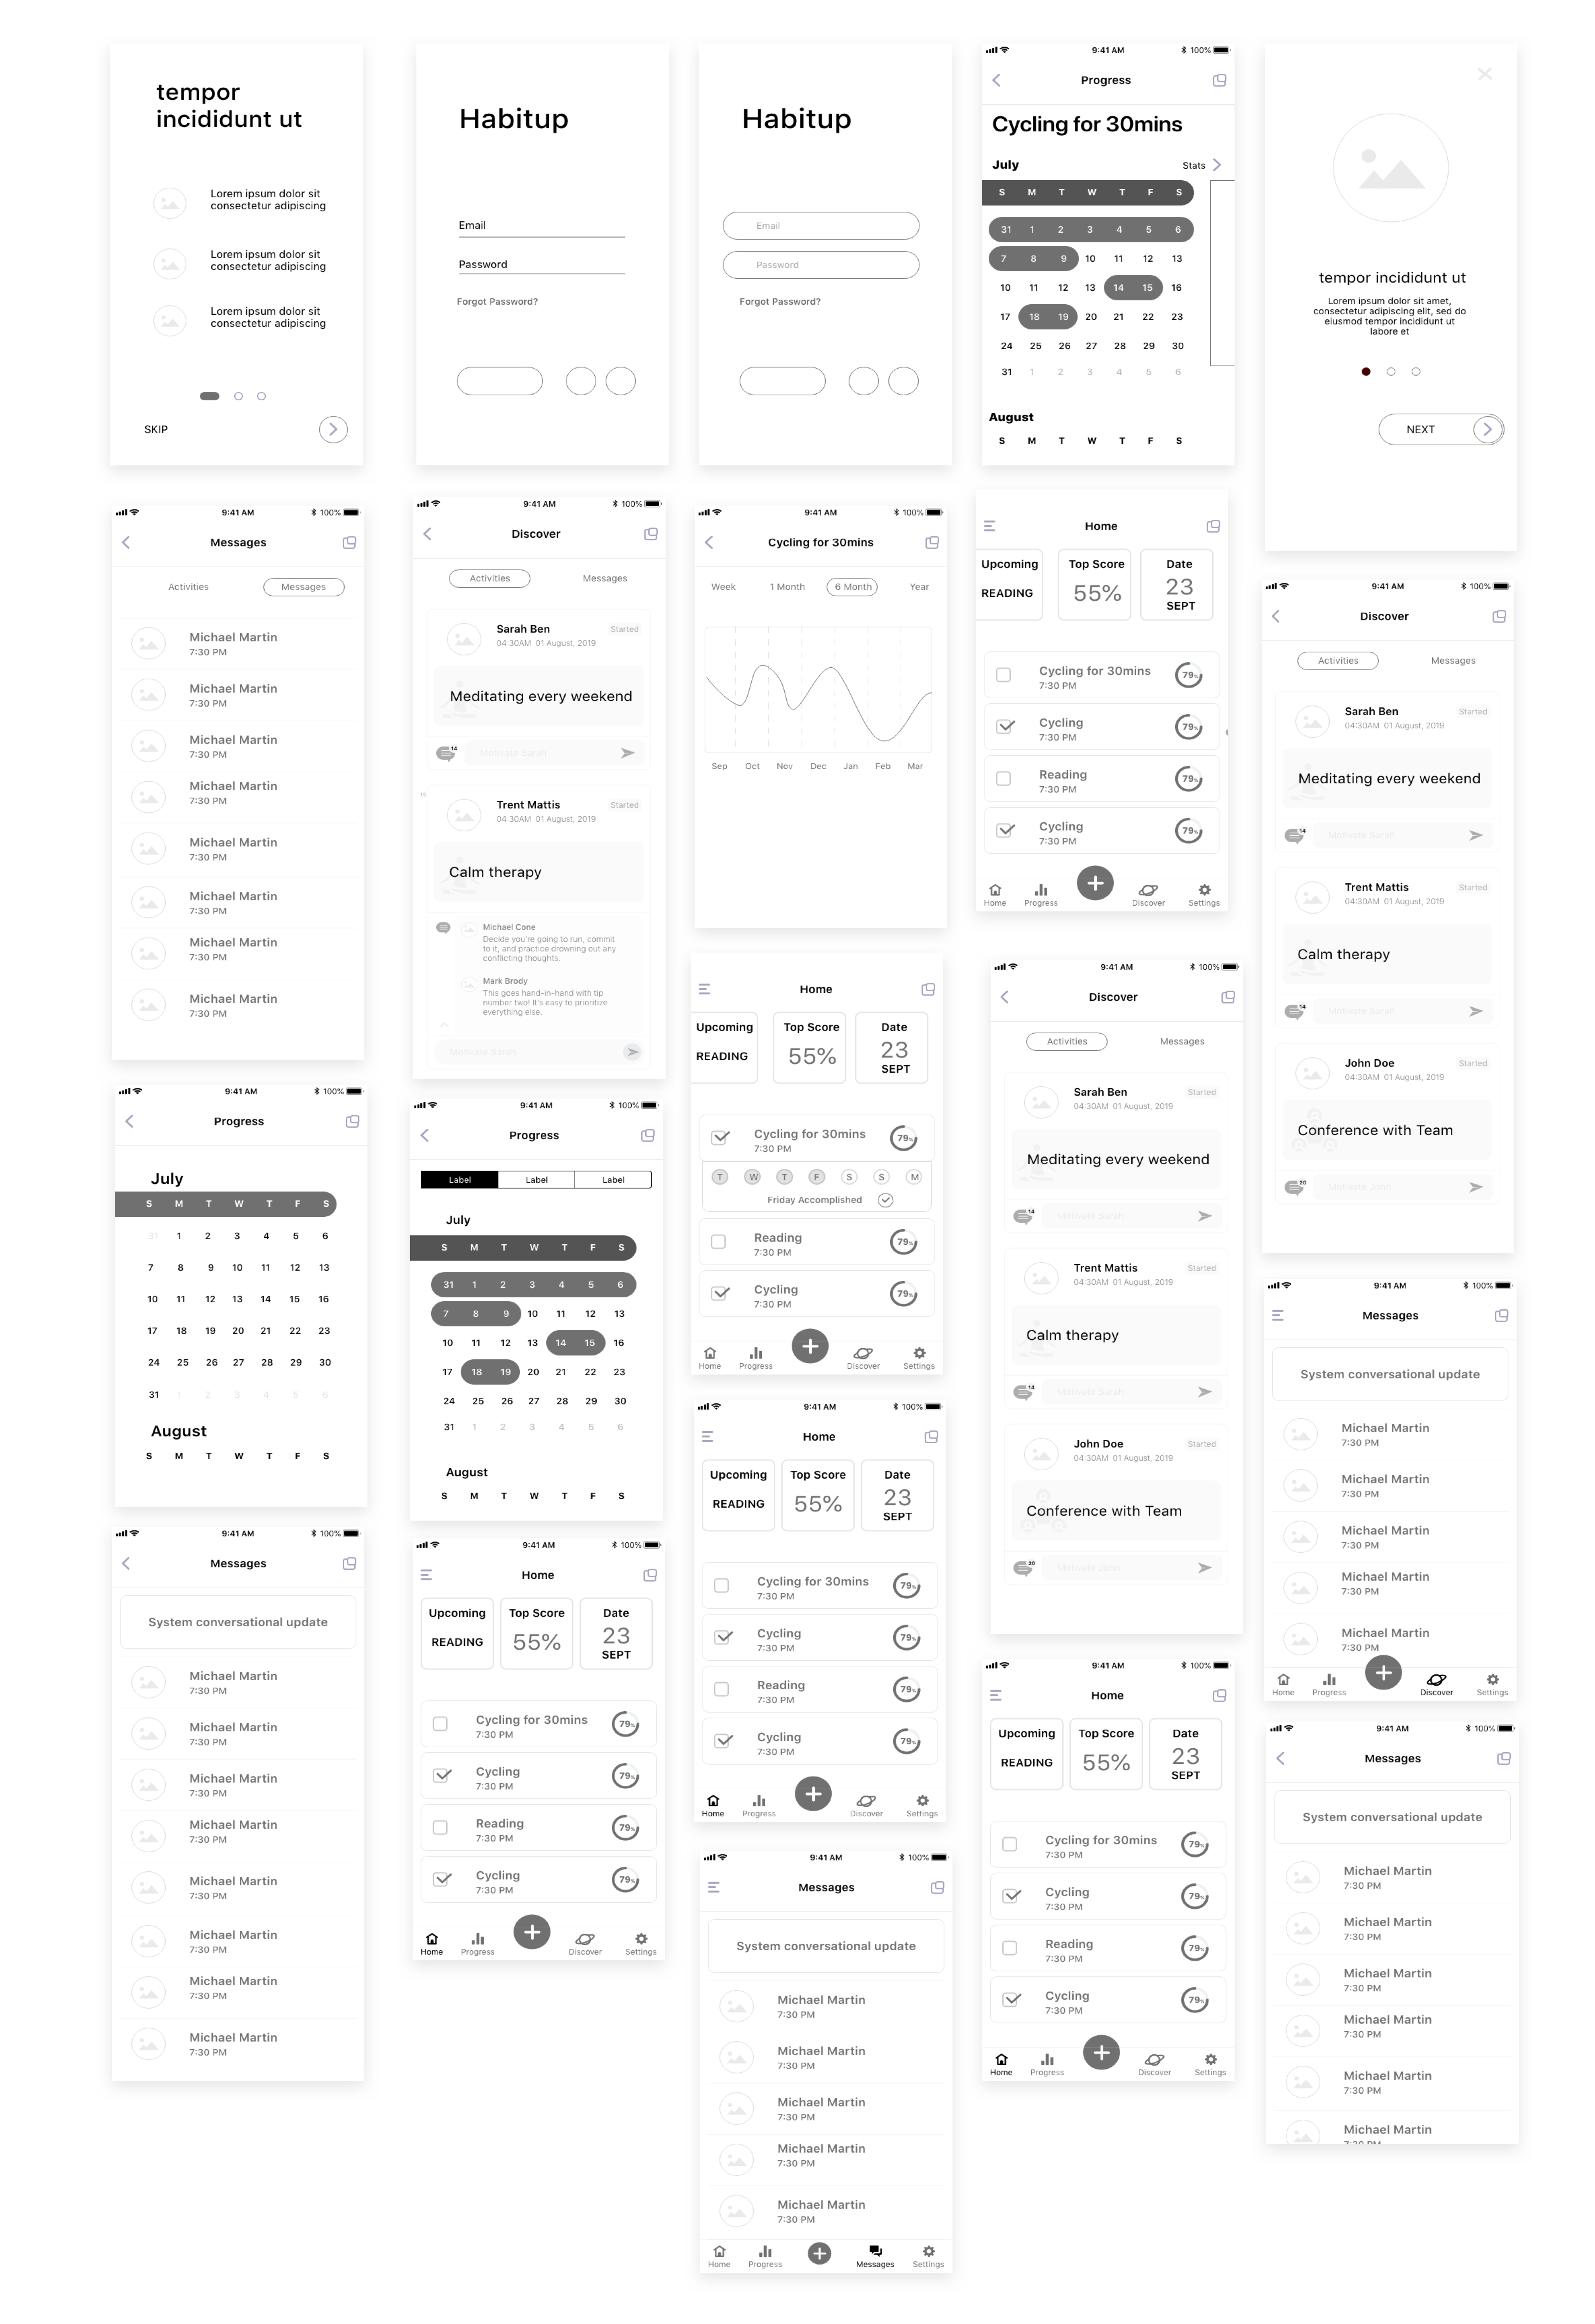 tempor
incididunt ut
Lorem ipsum dolor sit
consectetur adipiscing
Lorem ipsum dolor sit
consectetur adipiscing
Lorem ipsum dolor sit
consectetur adipiscing
SKIP
Habitup
Email
Password
Forgot Password?
Habitup
Email
Password
Forgot Password?
9:41 AM 100%
Progress
Cycling for 30mins
July Stats
S M T W T F S
31 1 2 3 4 5 6
7 8 9 10 11 12 13
10 11 12 13 14 15 16
17 18 19 20 21 22 23
24 25 26 27 28 29 30
31 1 2 3 4 5 6
August
S M T W T F S
tempor incididunt ut
Lorem ipsum dolor sit amet,
consectetur adipiscing elit, sed do
eiusmod tempor incididunt ut
labore et
NEXT
9:41 AM 100%
Messages
Activities Messages
Michael Martin
7:30 PM
Michael Martin
7:30 PM
Michael Martin
7:30 PM
Michael Martin
7:30 PM
Michael Martin
7:30 PM
Michael Martin
7:30 PM
Michael Martin
7:30 PM
Michael Martin
7:30 PM
9:41 AM 100%
Discover
Activities Messages
Sarah Ben Started
04:30AM 01 August, 2019
Meditating every weekend
14
Motivate Sarah
Trent Mattis Started
04:30AM 01 August, 2019
Calm therapy
Michael Cone
Decide you're going to run, commit
to it, and practice drowning out any
conflicting thoughts.
Mark Brody
This goes hand-in-hand with tip
number two! It's easy to prioritize
everything else.
Motivate Sarah
9:41 AM 100%
Cycling for 30mins
Week 1 Month 6 Month Year
Sep Oct Nov Dec Jan Feb Mar
Home
Upcoming Top Score Date
READING 55% 23
SEPT
Cycling for 30mins
7:30 PM
79%
Cycling
7:30 PM
79%
Reading
7:30 PM
79%
Cycling
7:30 PM
79%
Home Progress Discover Settings
9:41 AM 100%
Discover
Activities Messages
Sarah Ben Started
04:30AM 01 August, 2019
Meditating every weekend
14
Motivate Sarah
Trent Mattis Started
04:30AM 01 August, 2019
Calm therapy
14
Motivate Sarah
John Doe Started
04:30AM 01 August, 2019
Conference with Team
20
Motivate John
Home
Upcoming Top Score Date
READING 55% 23
SEPT
Cycling for 30mins
7:30 PM
79%
T W T F S S M
Friday Accomplished
Reading
7:30 PM
79%
Cycling
7:30 PM
79%
Home Progress Discover Settings
9:41 AM 100%
Discover
Activities Messages
Sarah Ben Started
04:30AM 01 August, 2019
Meditating every weekend
14
Motivate Sarah
Trent Mattis Started
04:30AM 01 August, 2019
Calm therapy
14
Motivate Sarah
John Doe Started
04:30AM 01 August, 2019
Conference with Team
20
Motivate John
9:41 AM 100%
Progress
July
S M T W T F S
31 1 2 3 4 5 6
7 8 9 10 11 12 13
10 11 12 13 14 15 16
17 18 19 20 21 22 23
24 25 26 27 28 29 30
31 1 2 3 4 5 6
August
S M T W T F S
9:41 AM 100%
Progress
Label Label Label
July
S M T W T F S
31 1 2 3 4 5 6
7 8 9 10 11 12 13
10 11 12 13 14 15 16
17 18 19 20 21 22 23
24 25 26 27 28 29 30
31 1 2 3 4 5 6
August
S M T W T F S
9:41 AM 100%
Messages
System conversational update
Michael Martin
7:30 PM
Michael Martin
7:30 PM
Michael Martin
7:30 PM
Michael Martin
7:30 PM
Michael Martin
7:30 PM
Home Progress Discover Settings
9:41 AM 100%
Home
Upcoming Top Score Date
READING 55% 23
SEPT
Cycling for 30mins
7:30 PM
79%
Cycling
7:30 PM
79%
Reading
7:30 PM
79%
Cycling
7:30 PM
79%
Home Progress Discover Settings
9:41 AM 100%
Messages
System conversational update
Michael Martin
7:30 PM
Michael Martin
7:30 PM
Michael Martin
7:30 PM
Michael Martin
7:30 PM
Michael Martin
7:30 PM
Michael Martin
7:30 PM
Michael Martin
7:30 PM
Michael Martin
7:30 PM
9:41 AM 100%
Home
Upcoming Top Score Date
READING 55% 23
SEPT
Cycling for 30mins
7:30 PM
79%
Cycling
7:30 PM
79%
Reading
7:30 PM
79%
Cycling
7:30 PM
79%
Home Progress Discover Settings
9:41 AM 100%
Home
Upcoming Top Score Date
READING 55% 23
SEPT
Cycling for 30mins
7:30 PM
79%
Cycling
7:30 PM
79%
Reading
7:30 PM
79%
Cycling
7:30 PM
79%
Home Progress Discover Settings
9:41 AM 100%
Messages
System conversational update
Michael Martin
7:30 PM
Michael Martin
7:30 PM
Michael Martin
7:30 PM
Michael Martin
7:30 PM
Michael Martin
7:30 PM
Michael Martin
7:30 PM
9:41 AM 100%
Messages
System conversational update
Michael Martin
7:30 PM
Michael Martin
7:30 PM
Michael Martin
7:30 PM
Michael Martin
7:30 PM
Michael Martin
7:30 PM
Home Progress Messages Settings